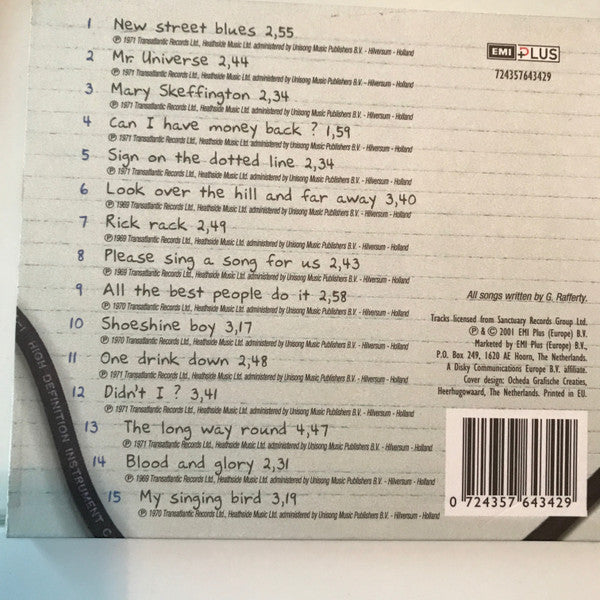 1 New street blues 2,55
℗ 1971 Transatlantic Records Ltd., Heathside Music Ltd. administered by Unisong Music Publishers B.V. - Hilversum - Holland
2 Mr. Universe 2,44
℗ 1971 Transatlantic Records Ltd., Heathside Music Ltd. administered by Unisong Music Publishers B.V. - Hilversum - Holland
3 Mary Skeffington 2,34
℗ 1971 Transatlantic Records Ltd., Heathside Music Ltd. administered by Unisong Music Publishers B.V. - Hilversum - Holland
4 Can I have money back ? 1,59
℗ 1971 Transatlantic Records Ltd., Heathside Music Ltd. administered by Unisong Music Publishers B.V. - Hilversum - Holland
5 Sign on the dotted line 2,34
℗ 1971 Transatlantic Records Ltd., Heathside Music Ltd. administered by Unisong Music Publishers B.V. - Hilversum - Holland
6 Look over the hill and far away 3,40
℗ 1969 Transatlantic Records Ltd., Heathside Music Ltd. administered by Unisong Music Publishers B.V. - Hilversum - Holland
7 Rick rack 2,49
℗ 1969 Transatlantic Records Ltd., Heathside Music Ltd. administered by Unisong Music Publishers B.V. - Hilversum - Holland
8 Please sing a song for us 2,43
℗ 1969 Transatlantic Records Ltd., Heathside Music Ltd. administered by Unisong Music Publishers B.V. - Hilversum - Holland
9 All the best people do it 2,58
℗ 1970 Transatlantic Records Ltd., Heathside Music Ltd. administered by Unisong Music Publishers B.V. - Hilversum - Holland
10 Shoeshine boy 3,17
℗ 1970 Transatlantic Records Ltd., Heathside Music Ltd. administered by Unisong Music Publishers B.V. - Hilversum - Holland
11 One drink down 2,48
℗ 1971 Transatlantic Records Ltd., Heathside Music Ltd. administered by Unisong Music Publishers B.V. - Hilversum - Holland
12 Didn't I ? 3,41
℗ 1971 Transatlantic Records Ltd., Heathside Music Ltd. administered by Unisong Music Publishers B.V. - Hilversum - Holland
13 The long way round 4,47
℗ 1971 Transatlantic Records Ltd., Heathside Music Ltd. administered by Unisong Music Publishers B.V. - Hilversum - Holland
14 Blood and glory 2,31
℗ 1969 Transatlantic Records Ltd., Heathside Music Ltd. administered by Unisong Music Publishers B.V. - Hilversum - Holland
15 My singing bird 3,19
℗ 1970 Transatlantic Records Ltd., Heathside Music Ltd. administered by Unisong Music Publishers B.V. - Hilversum - Holland
EMI PLUS
724357643429
All songs written by G. Rafferty.
Tracks licensed from Sanctuary Records Group Ltd.
℗ & © 2001 EMI Plus (Europe) B.V.
Marketed by EMI Plus (Europe) B.V.,
P.O. Box 249, 1620 AE Hoorn, The Netherlands.
A Disky Communications Europe B.V. affiliate.
Cover design: Ocheda Grafische Creaties,
Heerhugowaard, The Netherlands. Printed in EU.
0 724357 643429
HIGH DEFINITION INSTRUMENT